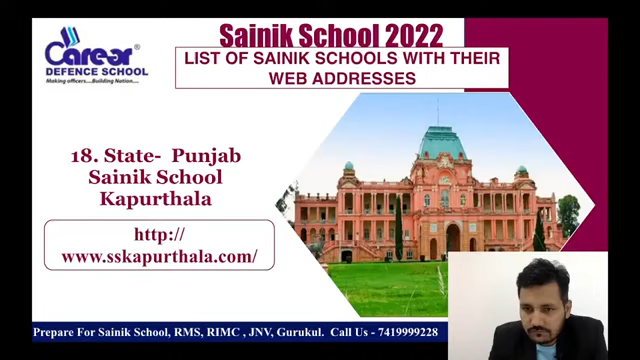 Sainik School 2022
Carear®
DEFENCE SCHOOL
Making officers....Building Nation....
LIST OF SAINIK SCHOOLS WITH THEIR
WEB ADDRESSES
18. State- Punjab
Sainik School
Kapurthala
http://
www.sskapurthala.com/
Prepare For Sainik School, RMS, RIMC , JNV, Gurukul. Call Us - 7419999228